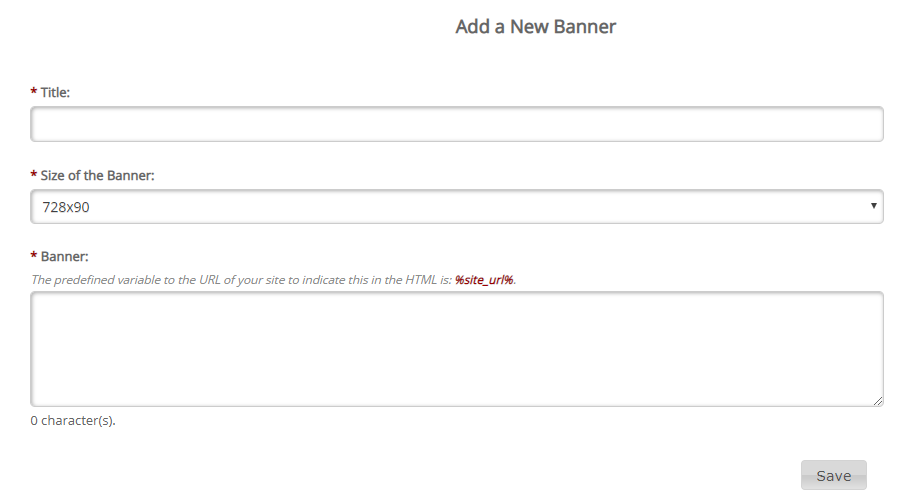 Add a New Banner
* Title:
* Size of the Banner:
728x90
* Banner:
The predefined variable to the URL of your site to indicate this in the HTML is: %site_url%.
0 character(s).
Save